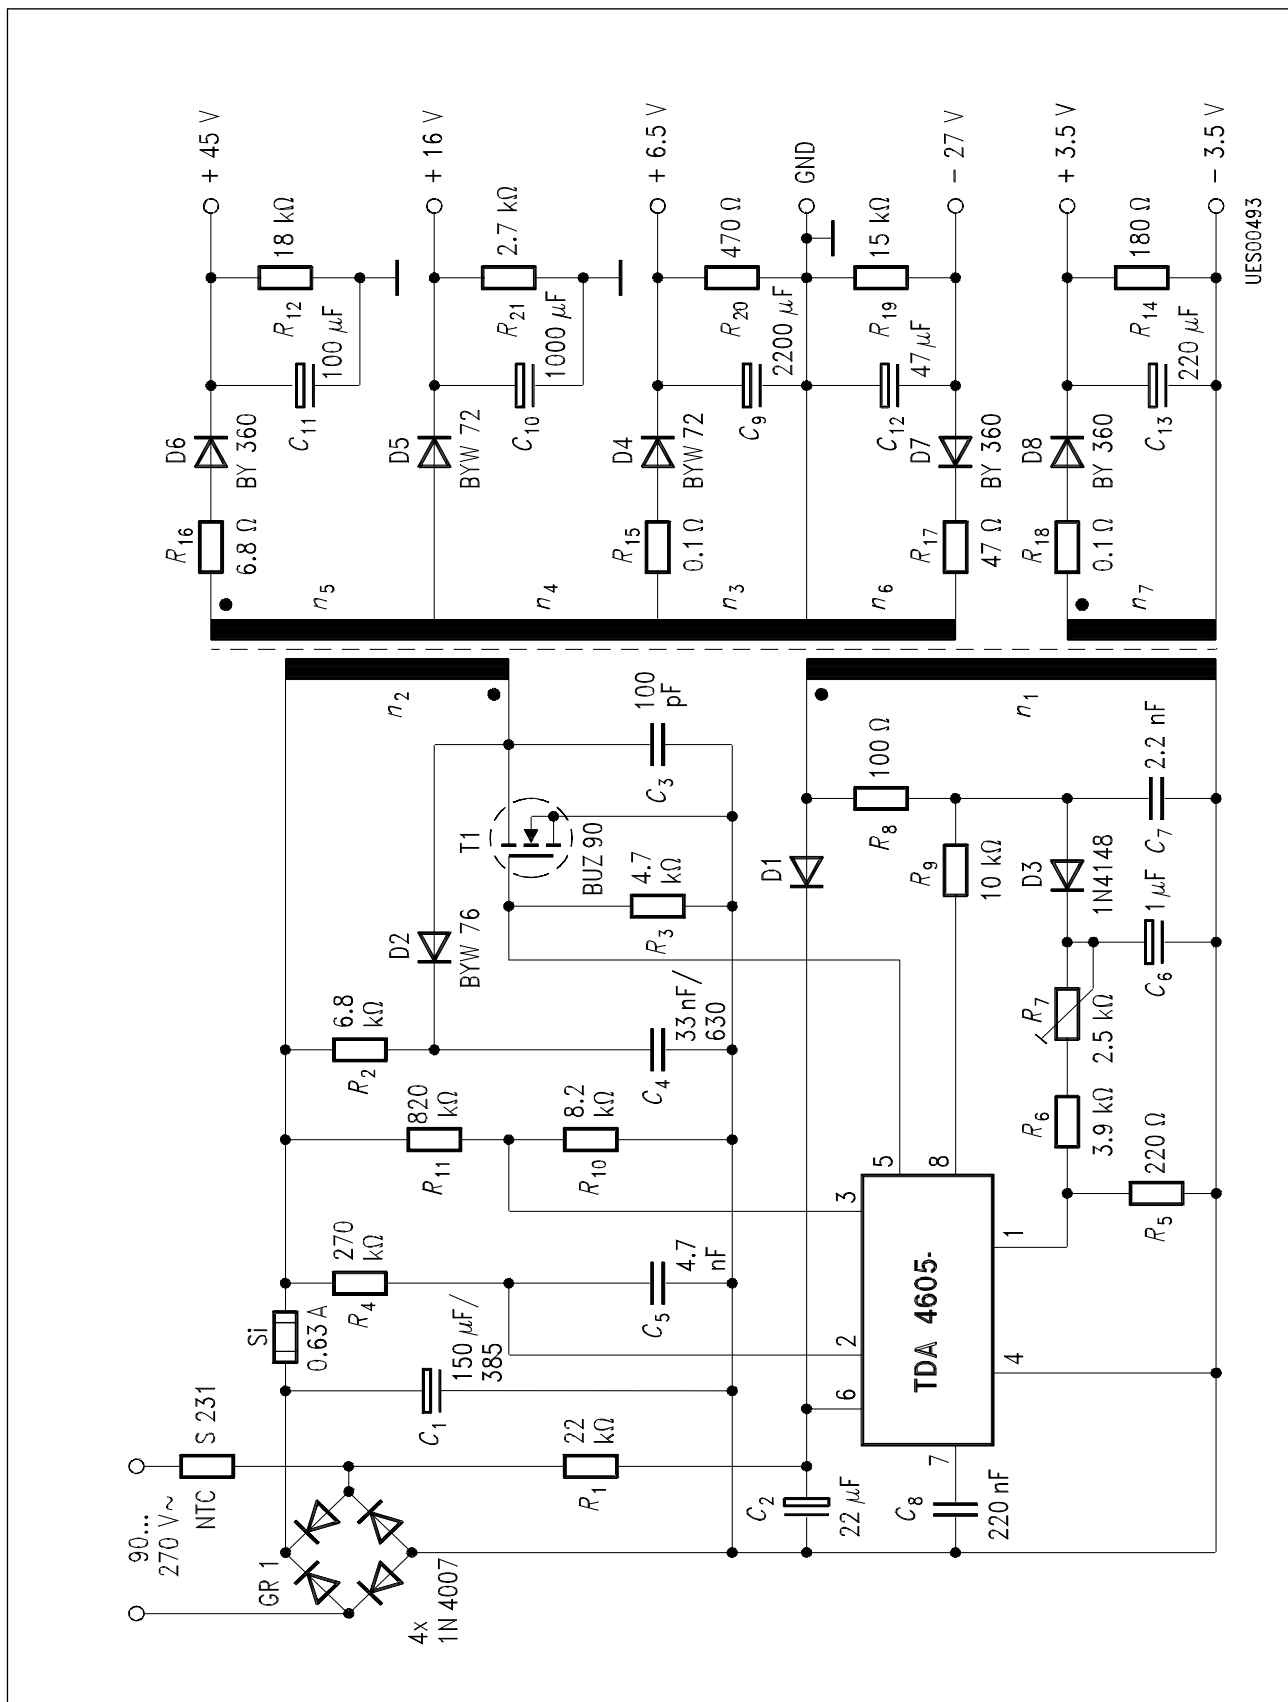 + 45 V
+ 16 V
+ 6.5 V
GND
− 27 V
+ 3.5 V
− 3.5 V
UES00493
18 kΩ
R12
100 µF
C11
2.7 kΩ
R21
1000 µF
C10
470 Ω
R20
2200 µF
C9
15 kΩ
R19
47 µF
C12
180 Ω
R14
220 µF
C13
D6
BY 360
D5
BYW 72
D4
BYW 72
D7
BY 360
D8
BY 360
R16
6.8 Ω
R15
0.1 Ω
R17
47 Ω
R18
0.1 Ω
n5
n4
n3
n6
n7
n2
n1
100
pF
C3
T1
BUZ 90
4.7
kΩ
R3
D2
BYW 76
6.8
kΩ
R2
33 nF/
630
C4
820
kΩ
R11
8.2
kΩ
R10
270
kΩ
R4
4.7
nF
C5
Si
0.63 A
150 µF/
385
C1
S 231
NTC
90...
270 V~
GR 1
4x
1N 4007
22
kΩ
R1
D1
100 Ω
R8
R9
10 kΩ
2.2 nF
C7
D3
1N4148
1 µF
C6
R7
2.5 kΩ
R6
3.9 kΩ
220 Ω
R5
5
8
3
1
2
4
6
7
TDA 4605-
C2
22 µF
C8
220 nF